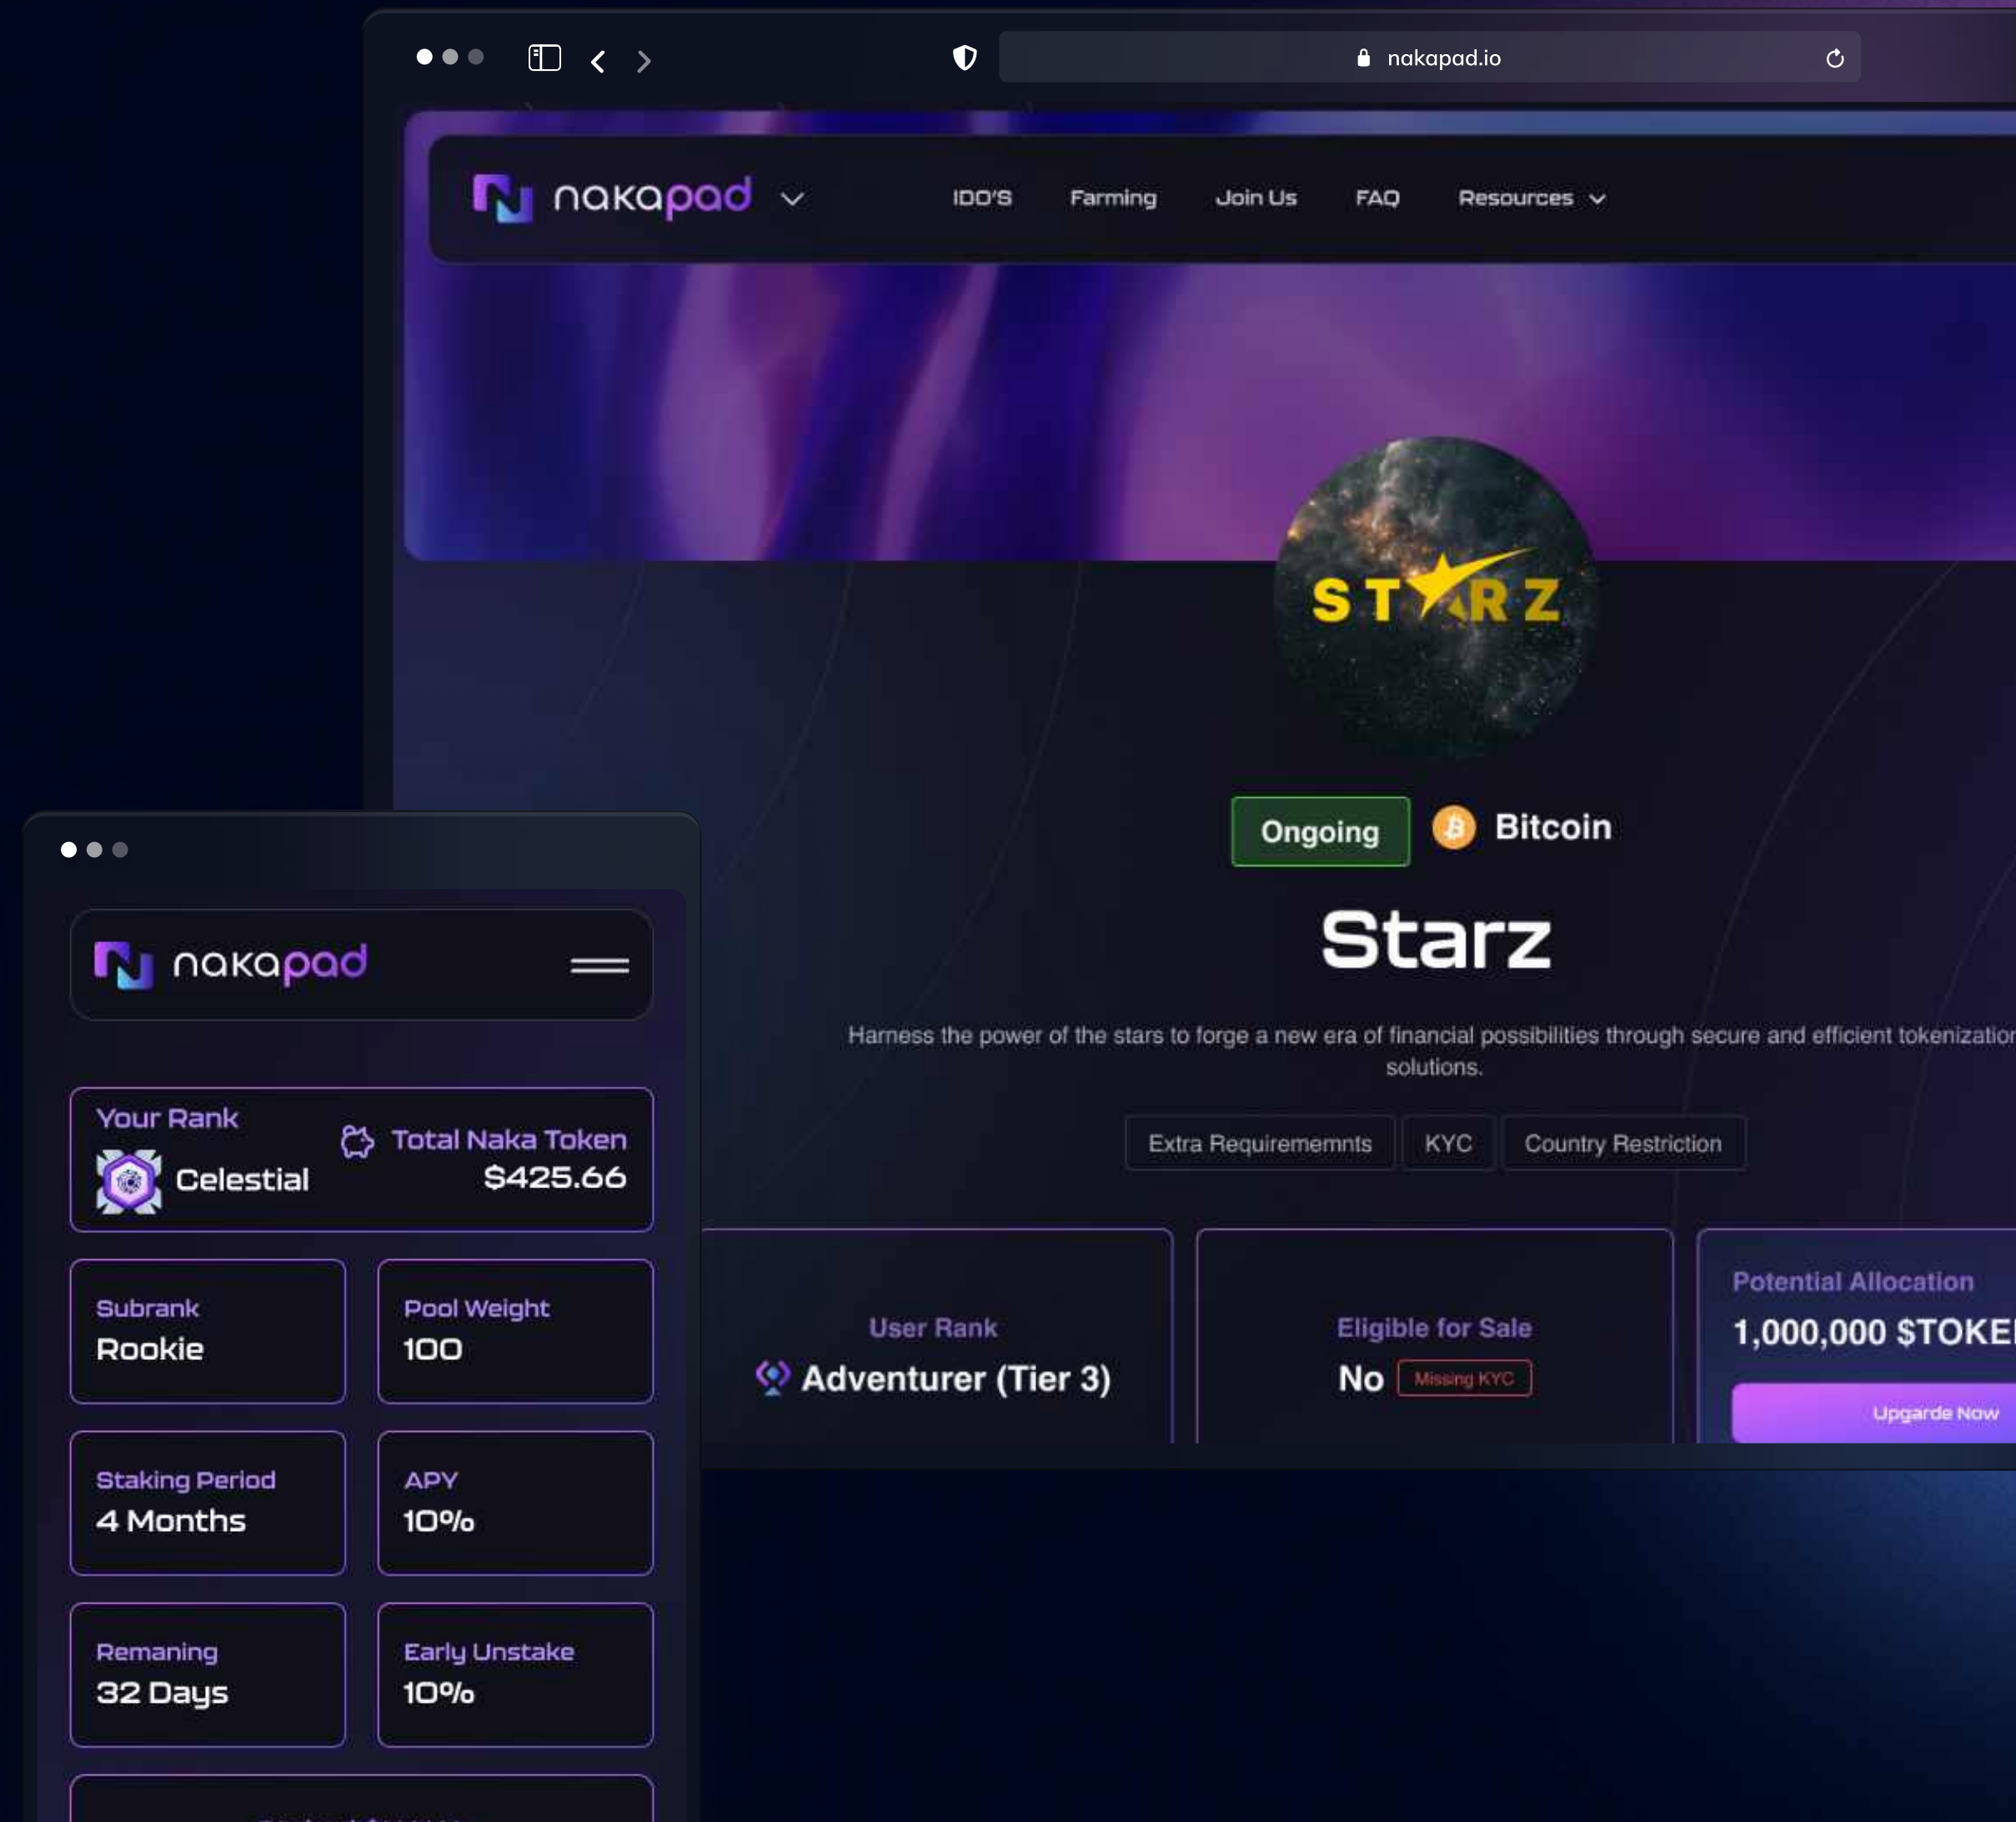 nakapad.io
nakapad
IDO'S Farming Join Us FAQ Resources
STARZ
Ongoing Bitcoin
Starz
Harness the power of the stars to forge a new era of financial possibilities through secure and efficient tokenization
solutions.
Extra Requirememnts KYC Country Restriction
User Rank
Adventurer (Tier 3)
Eligible for Sale
No Missing KYC
Potential Allocation
1,000,000
Upgarde Now
nakapad
Your Rank
Celestial
Total Naka Token
$425.66
Subrank
Rookie
Pool Weight
100
Staking Period
4 Months
APY
10%
Remaning
32 Days
Early Unstake
10%